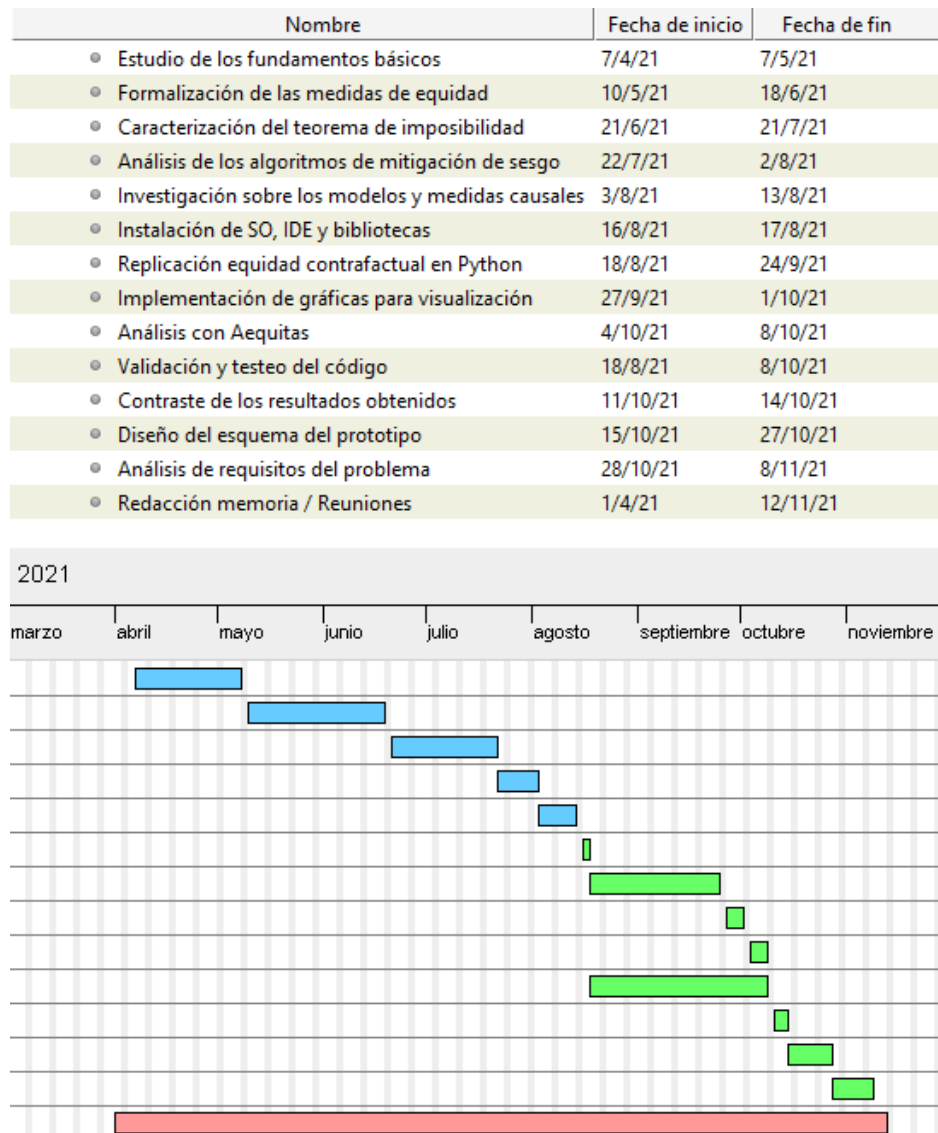 Nombre Fecha de inicio Fecha de fin
Estudio de los fundamentos básicos 7/4/21 7/5/21
Formalización de las medidas de equidad 10/5/21 18/6/21
Caracterización del teorema de imposibilidad 21/6/21 21/7/21
Análisis de los algoritmos de mitigación de sesgo 22/7/21 2/8/21
Investigación sobre los modelos y medidas causales 3/8/21 13/8/21
Instalación de SO, IDE y bibliotecas 16/8/21 17/8/21
Replicación equidad contrafactual en Python 18/8/21 24/9/21
Implementación de gráficas para visualización 27/9/21 1/10/21
Análisis con Aequitas 4/10/21 8/10/21
Validación y testeo del código 18/8/21 8/10/21
Contraste de los resultados obtenidos 11/10/21 14/10/21
Diseño del esquema del prototipo 15/10/21 27/10/21
Análisis de requisitos del problema 28/10/21 8/11/21
Redacción memoria / Reuniones 1/4/21 12/11/21
2021
marzo abril mayo junio julio agosto septiembre octubre noviembre